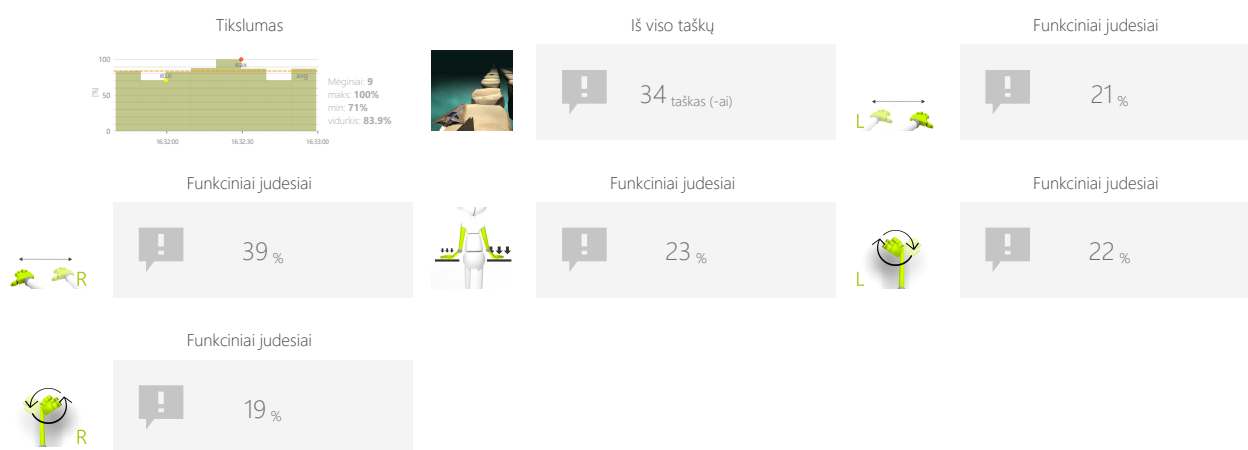 Tikslumas
100
50
0
[%]
min
max
avg
16:32:00
16:32:30
16:33:00
Mėginiai: 9
maks: 100%
min: 71%
vidurkis: 83.9%
Iš viso taškų
34 taškas (-ai)
Funkciniai judesiai
L
21 %
Funkciniai judesiai
R
39 %
Funkciniai judesiai
23 %
Funkciniai judesiai
L
22 %
Funkciniai judesiai
R
19 %